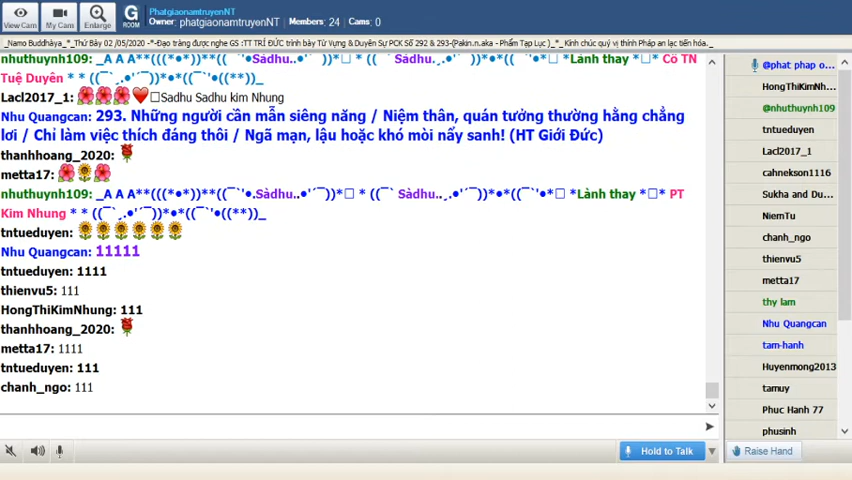 View Cam
My Cam
Enlarge
G
ROOM
PhatgiaonamtruyenNT
Owner: phatgiaonamtruyenNT Members: 24 Cams: 0
_Namo Buddhàya_*_Thứ Bảy 02 /05/2020 -*-Đạo tràng được nghe GS :TT TRÍ ĐỨC trình bày Từ Vựng & Duyên Sự PCK Số 292 & 293-(Pakin.n.aka - Phẩm Tạp Lục )_*_ Kính chúc quý vị thính Pháp an lạc tiến hóa._
nhuthuynh109: _A A A**(((*•*))**((¯`'•.Sàdhu..•'´¯))*□ * ((¯`Sàdhu..¸.•'´¯))*•*((¯`'•*□ *Lành thay *□* Cô TN
Tuệ Duyên * * ((¯`¸.•'´¯))*•*((¯`'•((**))_
Lacl2017_1: □Sadhu Sadhu kim Nhung
Nhu Quangcan: 293. Những người cần mẫn siêng năng / Niệm thân, quán tưởng thường hằng chẳng
lơi / Chỉ làm việc thích đáng thôi / Ngã mạn, lậu hoặc khó mòi nẩy sanh! (HT Giới Đức)
thanhhoang_2020:
metta17:
nhuthuynh109: _A A A**(((*•*))**((¯`'•.Sàdhu..•'´¯))*□ * ((¯` Sàdhu..¸.•'´¯))*•*((¯`'•*□ *Lành thay *□* PT
Kim Nhung * * ((¯`¸.•'´¯))*•*((¯`'•((**))_
tntueduyen:
Nhu Quangcan: 11111
tntueduyen: 1111
thienvu5: 111
HongThiKimNhung: 111
thanhhoang_2020:
metta17: 1111
tntueduyen: 111
chanh_ngo: 111
Hold to Talk
@phat phap o...
HongThiKimNh...
@nhuthuynh109
tntueduyen
Lacl2017_1
cahnekson1116
Sukha and Du...
NiemTu
chanh_ngo
thienvu5
metta17
thy lam
Nhu Quangcan
tam-hanh
Huyenmong2013
tamuy
Phuc Hanh 77
phusinh
Raise Hand